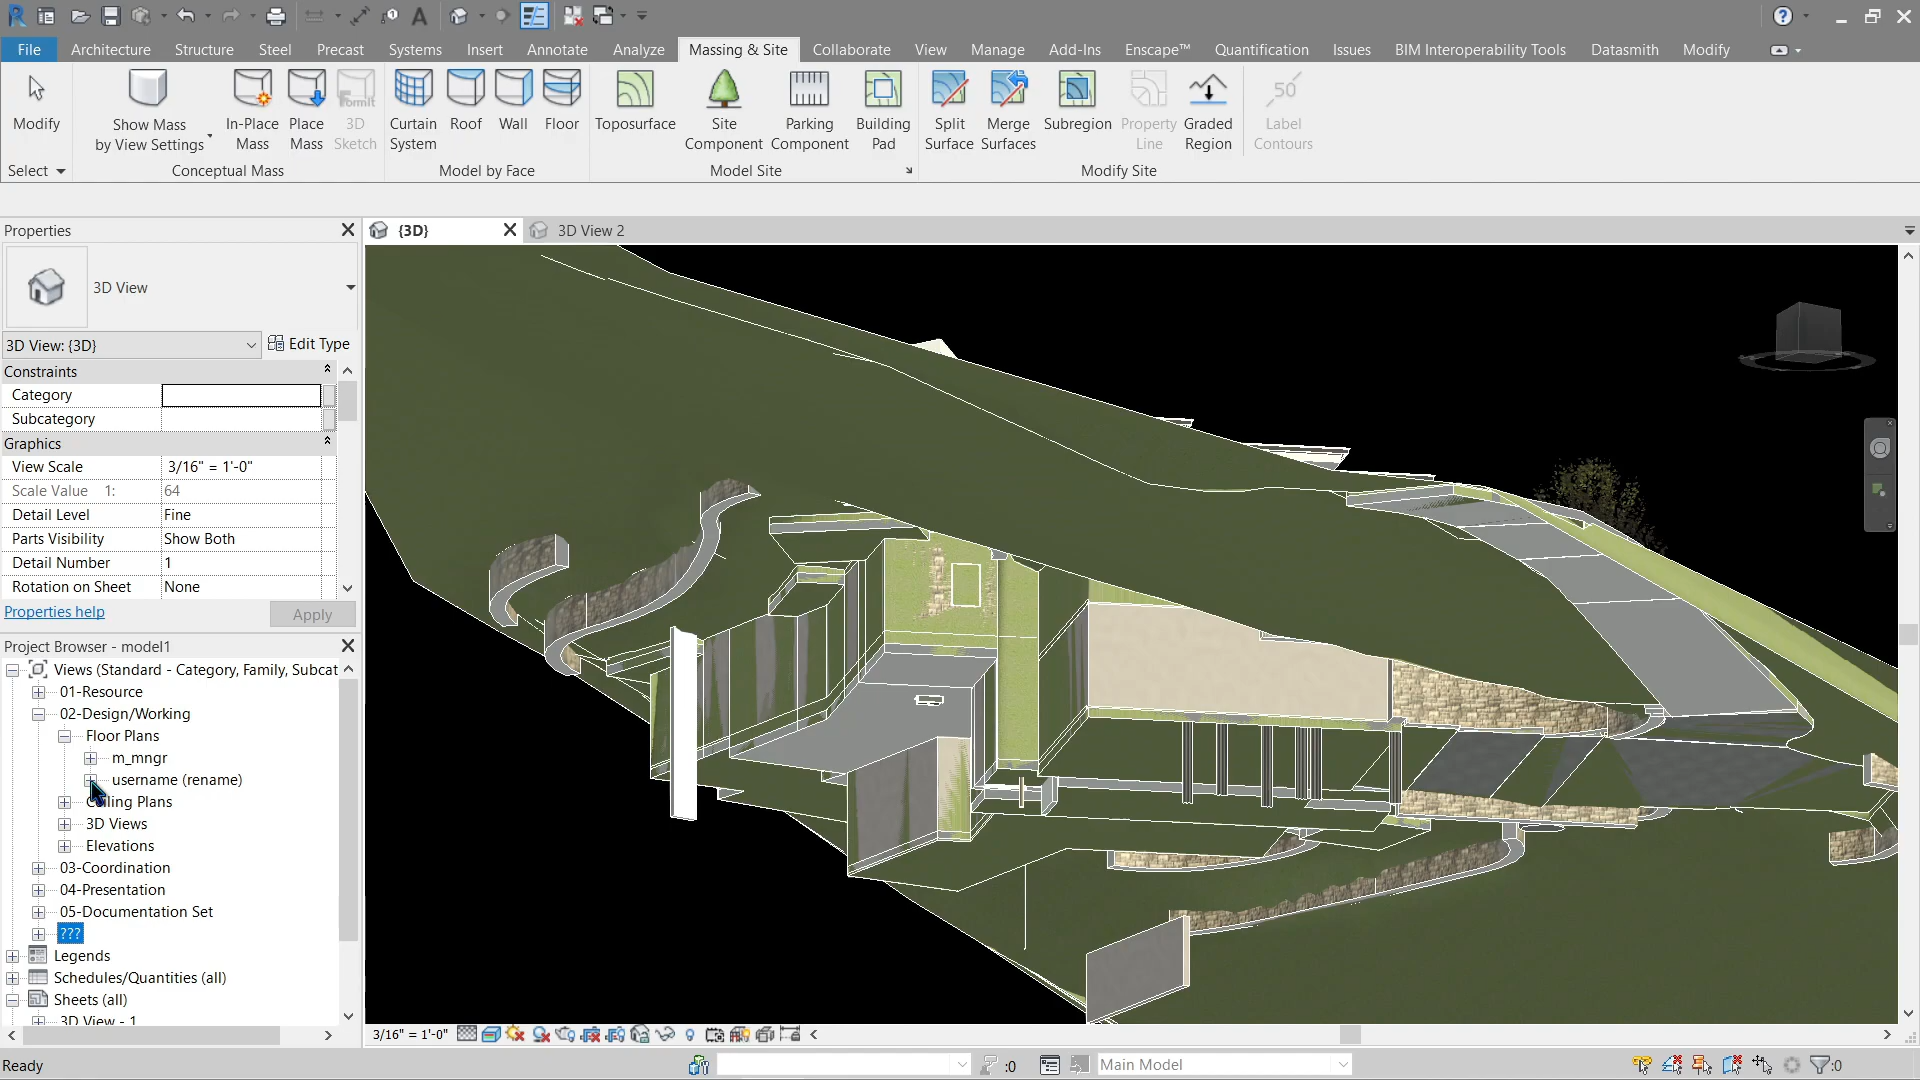 File Architecture Structure Steel Precast Systems Insert Annotate Analyze Massing & Site Collaborate View Manage Add-Ins Enscape™ Quantification Issues BIM Interoperability Tools Datasmith Modify
Modify
Show Mass
by View Settings
In-Place
Mass
Place
Mass
FormIt
3D
Sketch
Curtain
System
Roof
Wall
Floor
Toposurface
Site
Component
Parking
Component
Building
Pad
Split
Surface
Merge
Surfaces
Subregion
Property
Line
Graded
Region
50
Label
Contours
Select Conceptual Mass Model by Face Model Site Modify Site
Properties
{3D}
3D View 2
3D View
3D View: {3D}
Edit Type
Constraints
Category
Subcategory
Graphics
View Scale 3/16" = 1'-0"
Scale Value 1: 64
Detail Level Fine
Parts Visibility Show Both
Detail Number 1
Rotation on Sheet None
Properties help
Apply
Project Browser - model1
Views (Standard - Category, Family, Subcat
01-Resource
02-Design/Working
Floor Plans
m_mngr
username (rename)
Ceiling Plans
3D Views
Elevations
03-Coordination
04-Presentation
05-Documentation Set
???
Legends
Schedules/Quantities (all)
Sheets (all)
3D View - 1
3/16" = 1'-0"
Ready
:0
Main Model
:0